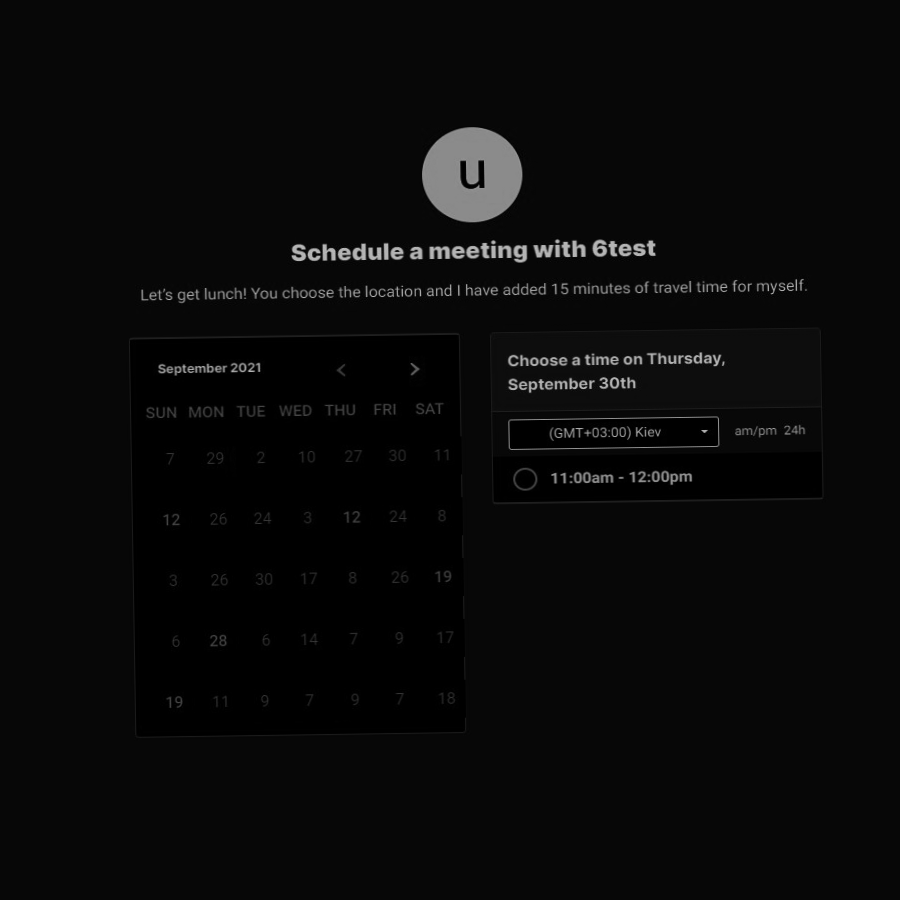 u
Schedule a meeting with 6test
Let's get lunch! You choose the location and I have added 15 minutes of travel time for myself.
September 2021
SUN MON TUE WED THU FRI SAT
7 29 2 10 27 30 11
12 26 24 3 12 24 8
3 26 30 17 8 26 19
6 28 6 14 7 9 17
19 11 9 7 9 7 18
Choose a time on Thursday,
September 30th
(GMT+03:00) Kiev am/pm 24h
11:00am - 12:00pm